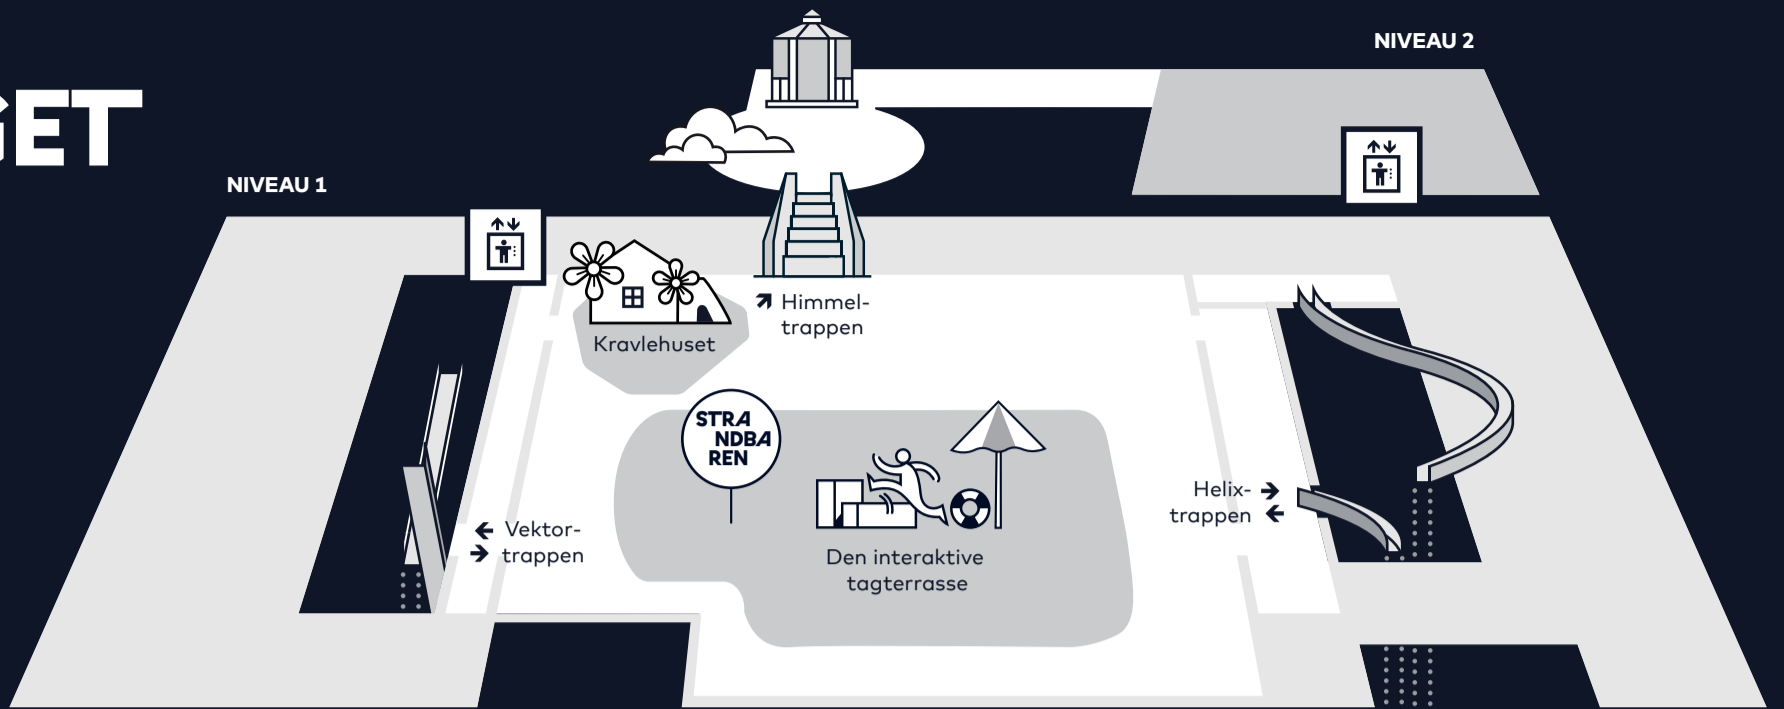 NIVEAU 2
GET
NIVEAU 1
Himmel-
trappen
Kravlehuset
STRA
NDBA
REN
Helix-
trappen
Vektor-
trappen
Den interaktive
tagterrasse